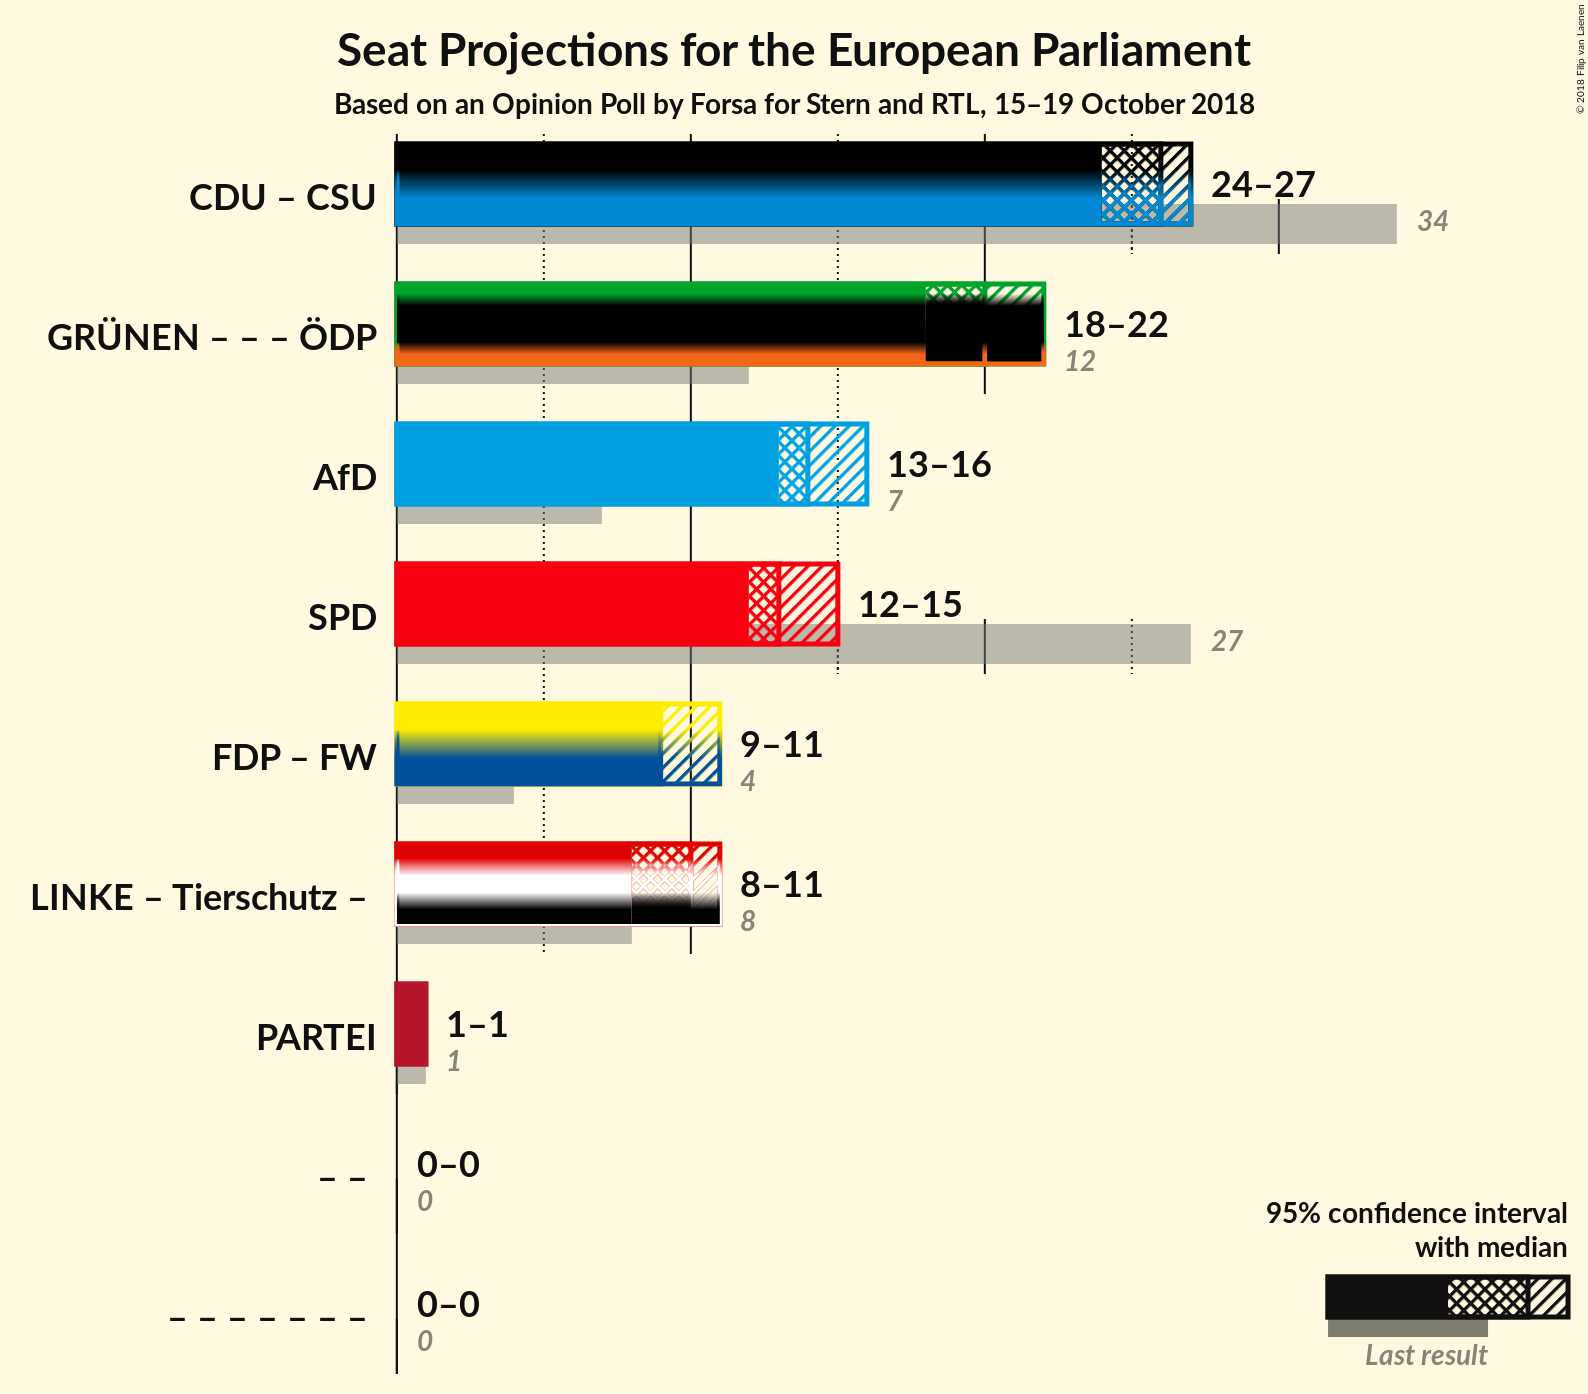 Seat Projections for the European Parliament
Based on an Opinion Poll by Forsa for Stern and RTL, 15–19 October 2018
© 2018 Filip van Laenen
CDU – CSU
24–27
34
GRÜNEN – – – ÖDP
18–22
12
AfD
13–16
7
SPD
12–15
27
FDP – FW
9–11
4
LINKE – Tierschutz –
8–11
8
PARTEI
1–1
1
– –
0–0
0
– – – – – – –
0–0
0
95% confidence interval
with median
Last result